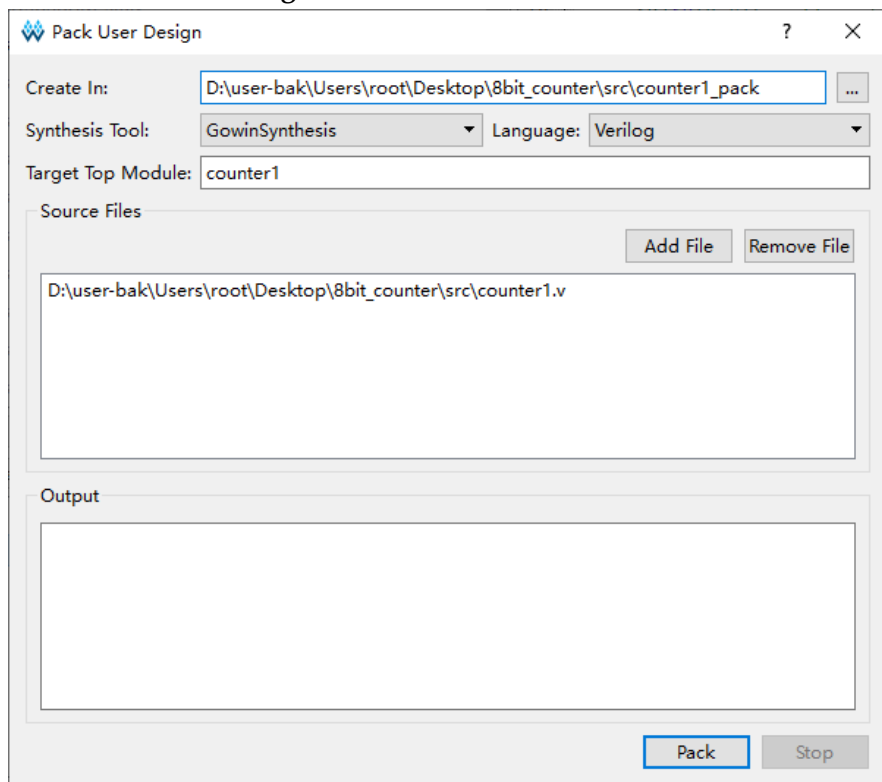 Pack User Design ?
Create In: D:\user-bak\Users\root\Desktop\8bit_counter\src\counter1_pack ...
Synthesis Tool: GowinSynthesis Language: Verilog
Target Top Module: counter1
Source Files
Add File Remove File
D:\user-bak\Users\root\Desktop\8bit_counter\src\counter1.v
Output
Pack Stop